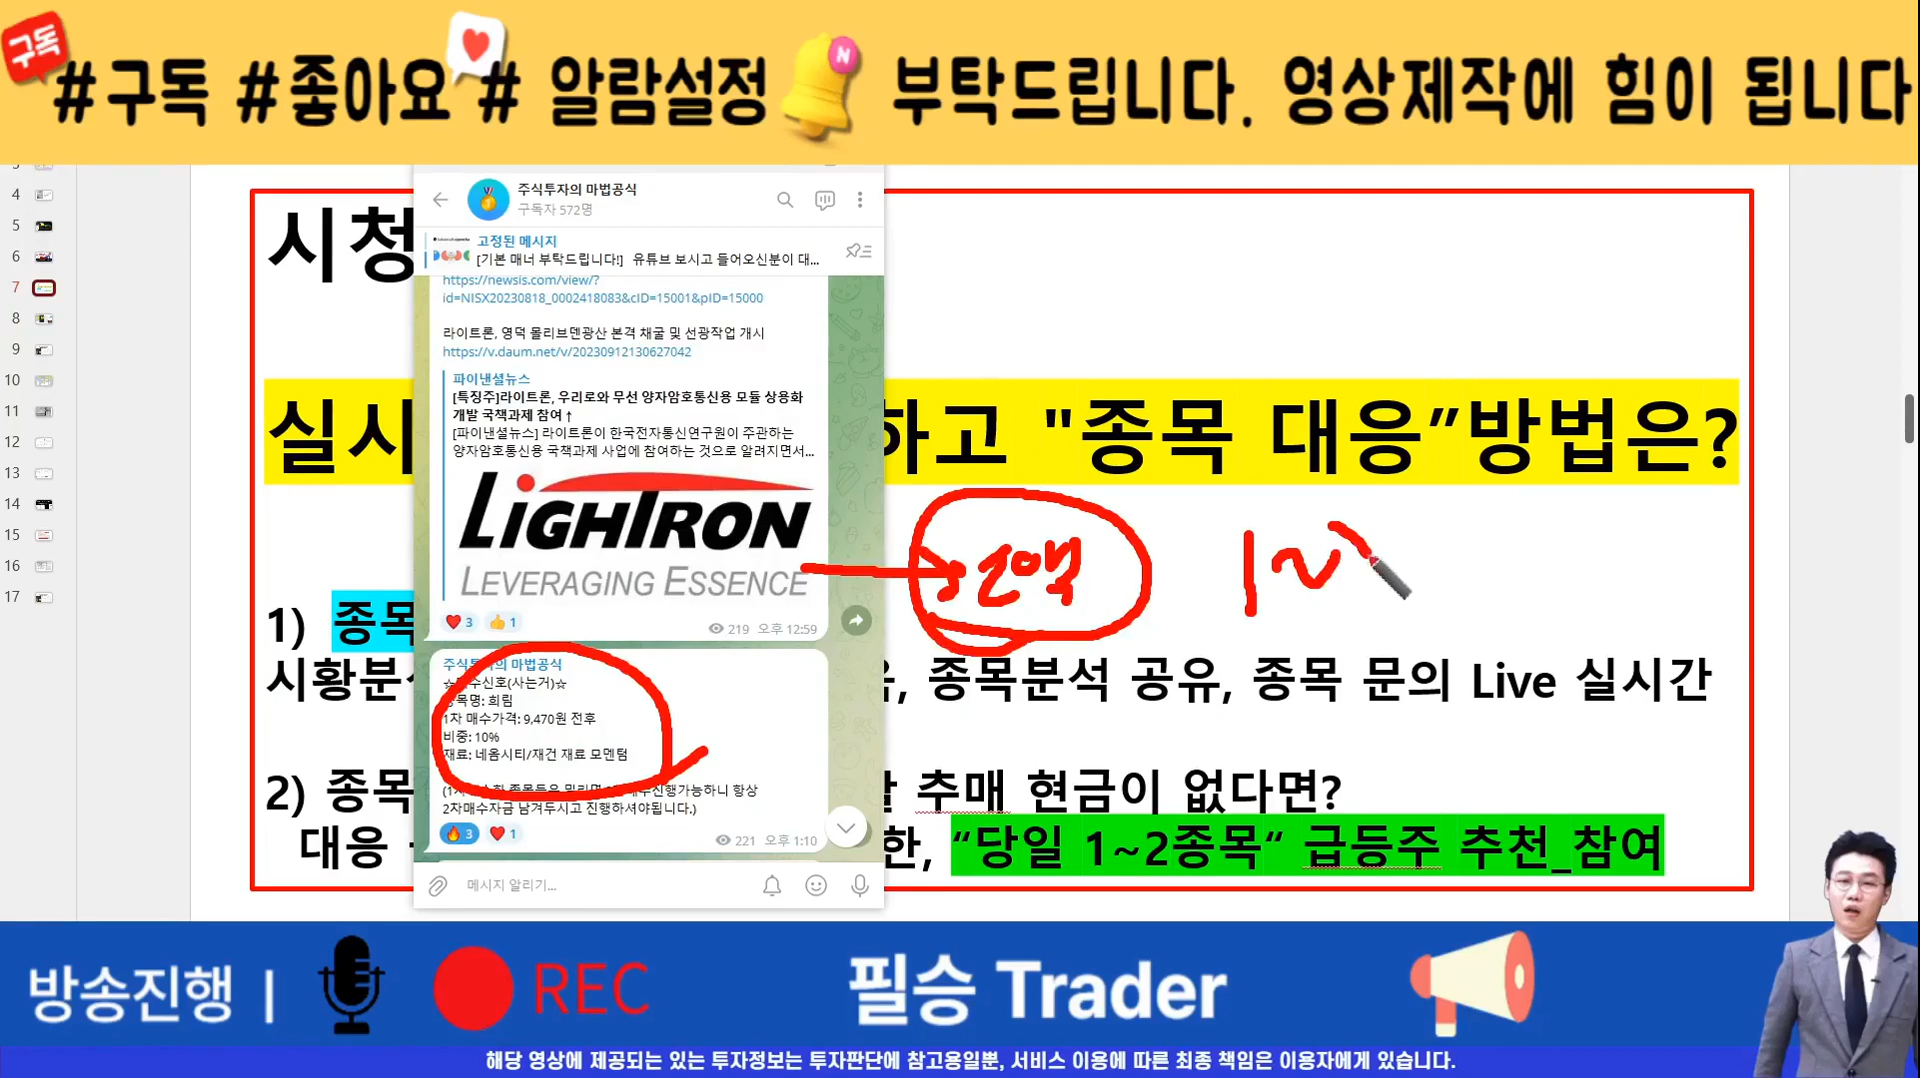 구독
#구독 #좋아요 # 알람설정 N 부탁드립니다. 영상제작에 힘이 됩니다
4
5
6
7
8
9
10
11
12
13
14
15
16
17
시청
실시
하고 "종목 대응”방법은?
1) 종목
시황분
, 종목분석 공유, 종목 문의 Live 실시간
2) 종목
추매 현금이 없다면?
대응
한, “당일 1~2종목“ 급등주 추천_참여
주식투자의 마법공식
구독자 572명
고정된 메시지
[기본 매너 부탁드립니다!] 유튜브 보시고 들어오신분이 대...
https://newsis.com/view/?
id=NISX20230818_0002418083&cID=15001&pID=15000
라이트론, 영덕 몰리브덴광산 본격 채굴 및 선광작업 개시
https://v.daum.net/v/20230912130627042
파이낸셜뉴스
[특징주]라이트론, 우리로와 무선 양자암호통신용 모듈 상용화
개발 국책과제 참여↑
[파이낸셜뉴스] 라이트론이 한국전자통신연구원이 주관하는
양자암호통신용 국책과제 사업에 참여하는 것으로 알려지면서...
LIGHTRON
LEVERAGING ESSENCE
3 1
219 오후 12:59
주식투자의 마법공식
☆매수신호(사는거)☆
종목명: 희림
1차 매수가격: 9,470원 전후
비중: 10%
재료: 네옴시티/재건 재료 모멘텀
진행가능하니 항상
2차매수자금 남겨두시고 진행하셔야됩니다.)
3 1
221 오후 1:10
메시지 알리기...
1~
방송진행 | REC 필승 Trader
해당 영상에 제공되는 있는 투자정보는 투자판단에 참고용일뿐, 서비스 이용에 따른 최종 책임은 이용자에게 있습니다.